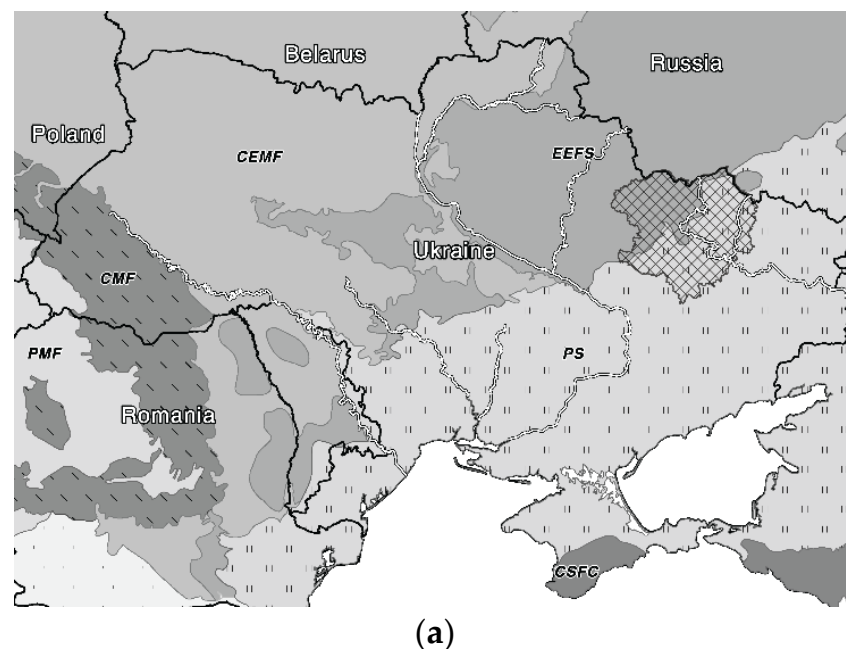 Belarus
Russia
Poland
CEMF
EEFS
Ukraine
CMF
PMF
PS
Romania
CSFC
(a)